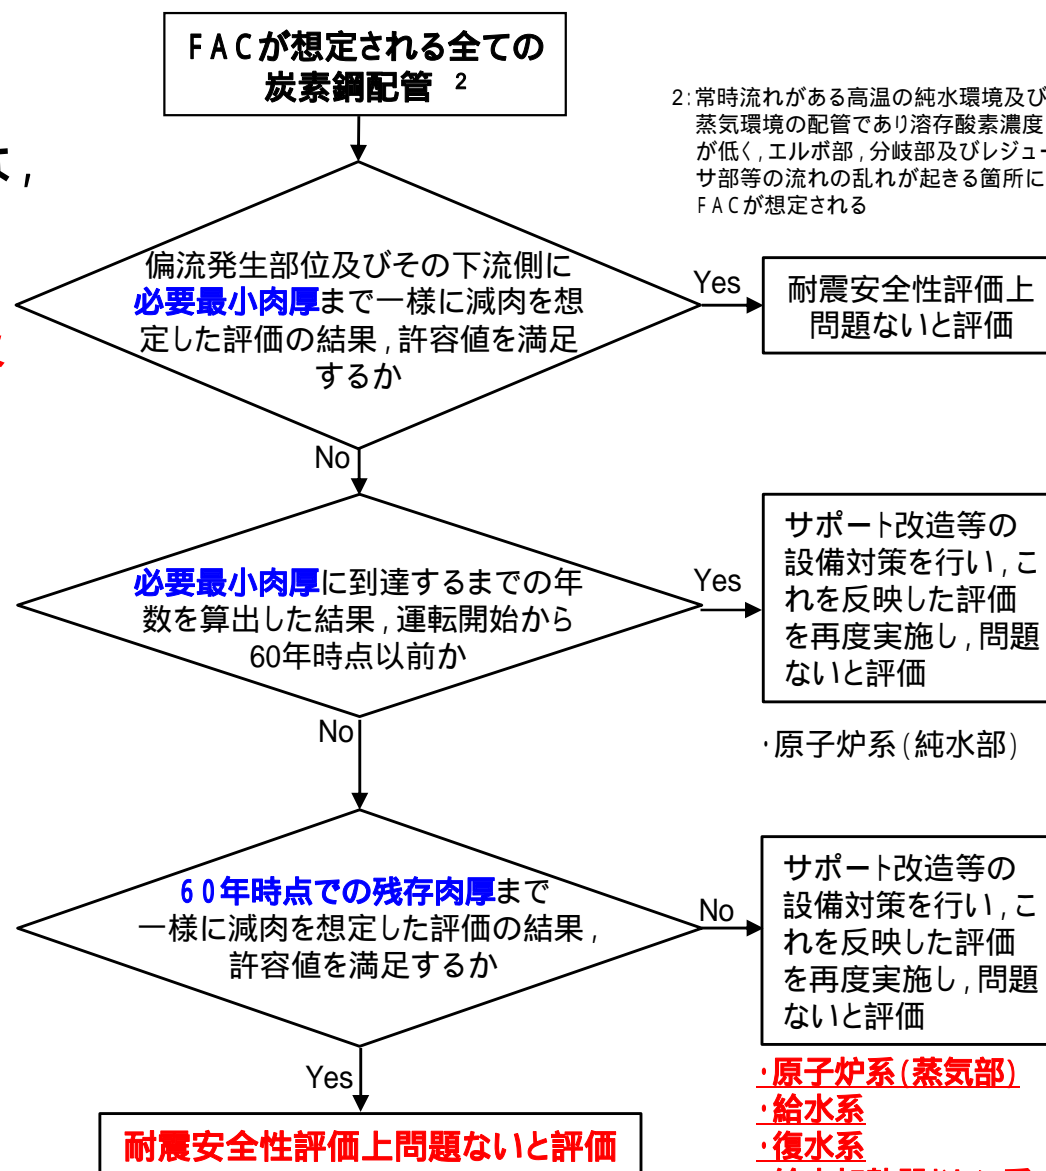 FACが想定される全ての
炭素鋼配管 2
2:常時流れがある高温の純水環境及び
蒸気環境の配管であり溶存酸素濃度
が低く,エルボ部,分岐部及びレジュー
サ部等の流れの乱れが起きる箇所に
FACが想定される
偏流発生部位及びその下流側に
必要最小肉厚まで一様に減肉を想
定した評価の結果,許容値を満足
するか
Yes
耐震安全性評価上
問題ないと評価
No
必要最小肉厚に到達するまでの年
数を算出した結果,運転開始から
60年時点以前か
Yes
サポート改造等の
設備対策を行い,こ
れを反映した評価
を再度実施し,問題
ないと評価
・原子炉系(純水部)
No
60年時点での残存肉厚まで
一様に減肉を想定した評価の結果,
許容値を満足するか
No
サポート改造等の
設備対策を行い,こ
れを反映した評価
を再度実施し,問題
ないと評価
・原子炉系(蒸気部)
・給水系
・復水系
Yes
耐震安全性評価上問題ないと評価